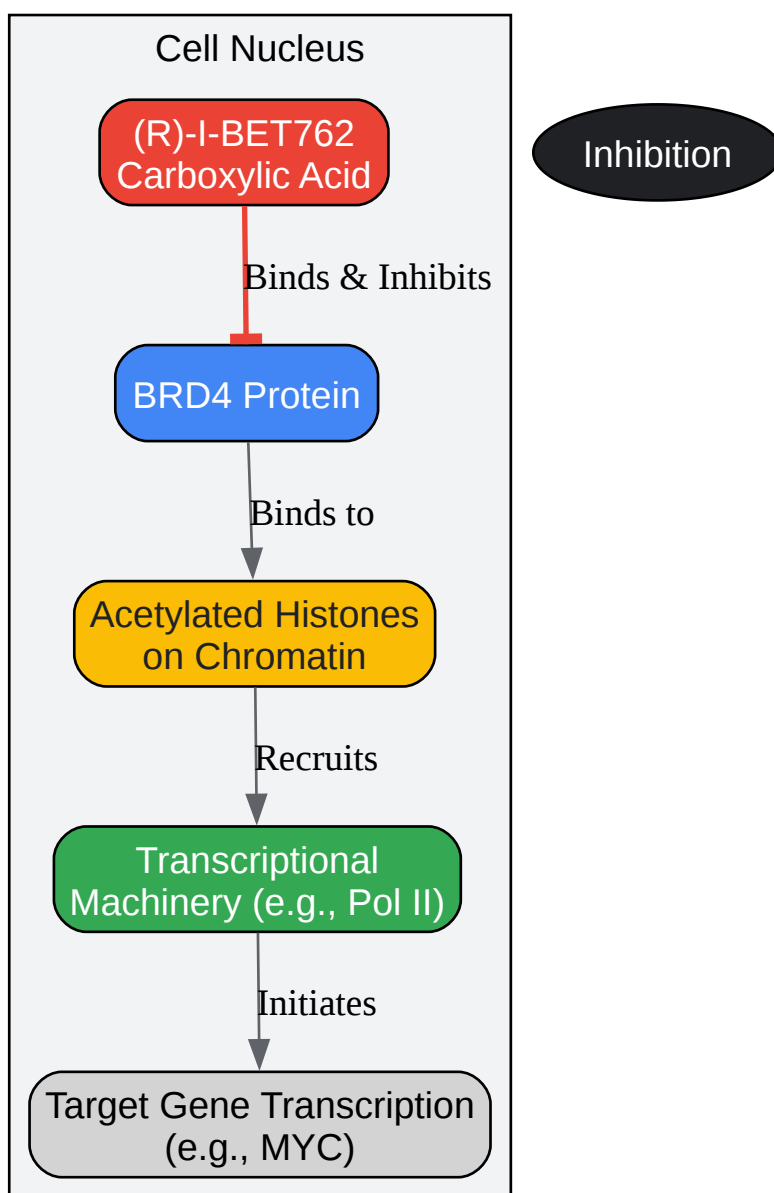 Cell Nucleus
(R)-I-BET762
Carboxylic Acid
Inhibition
Binds & Inhibits
BRD4 Protein
Binds to
Acetylated Histones
on Chromatin
Recruits
Transcriptional
Machinery (e.g., Pol II)
Initiates
Target Gene Transcription
(e.g., MYC)